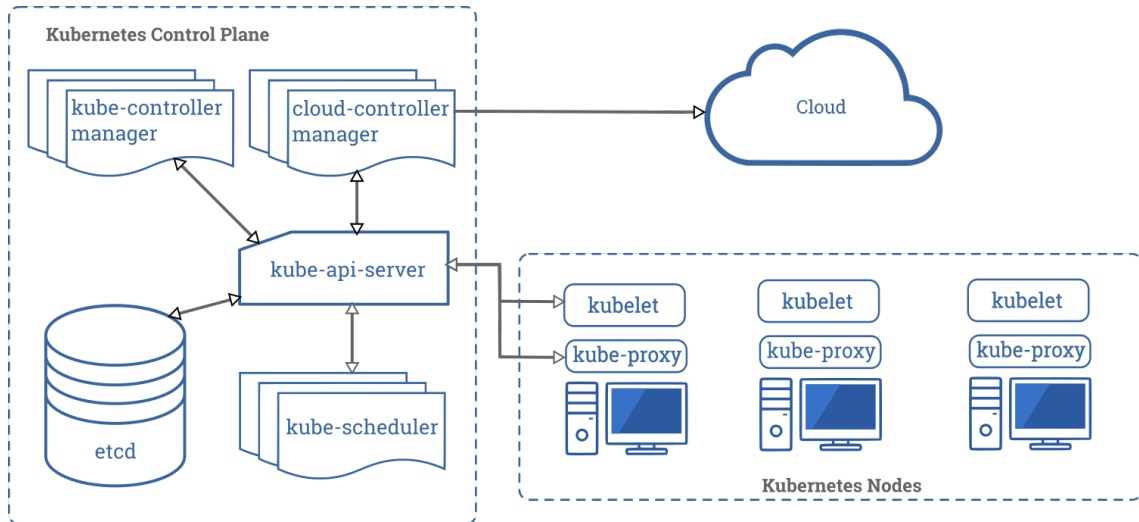 Kubernetes Control Plane
kube-controller
manager
cloud-controller
manager
Cloud
kube-api-server
etcd
kube-scheduler
kubelet
kubelet
kubelet
kube-proxy
kube-proxy
kube-proxy
Kubernetes Nodes